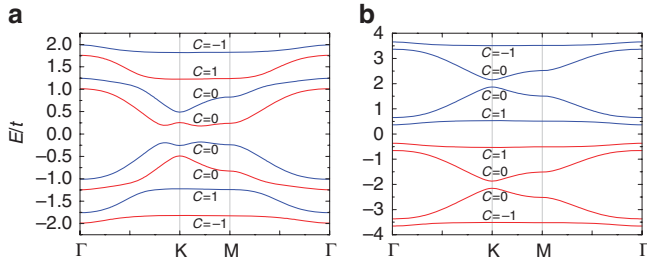 a
E/t
2.0
1.5
1.0
0.5
0.0
−0.5
−1.0
−1.5
−2.0
C=−1
C=1
C=0
C=0
C=0
C=0
C=1
C=−1
Γ K M Γ
b
4
3
2
1
0
−1
−2
−3
−4
C=−1
C=0
C=0
C=1
C=1
C=0
C=0
C=−1
Γ K M Γ